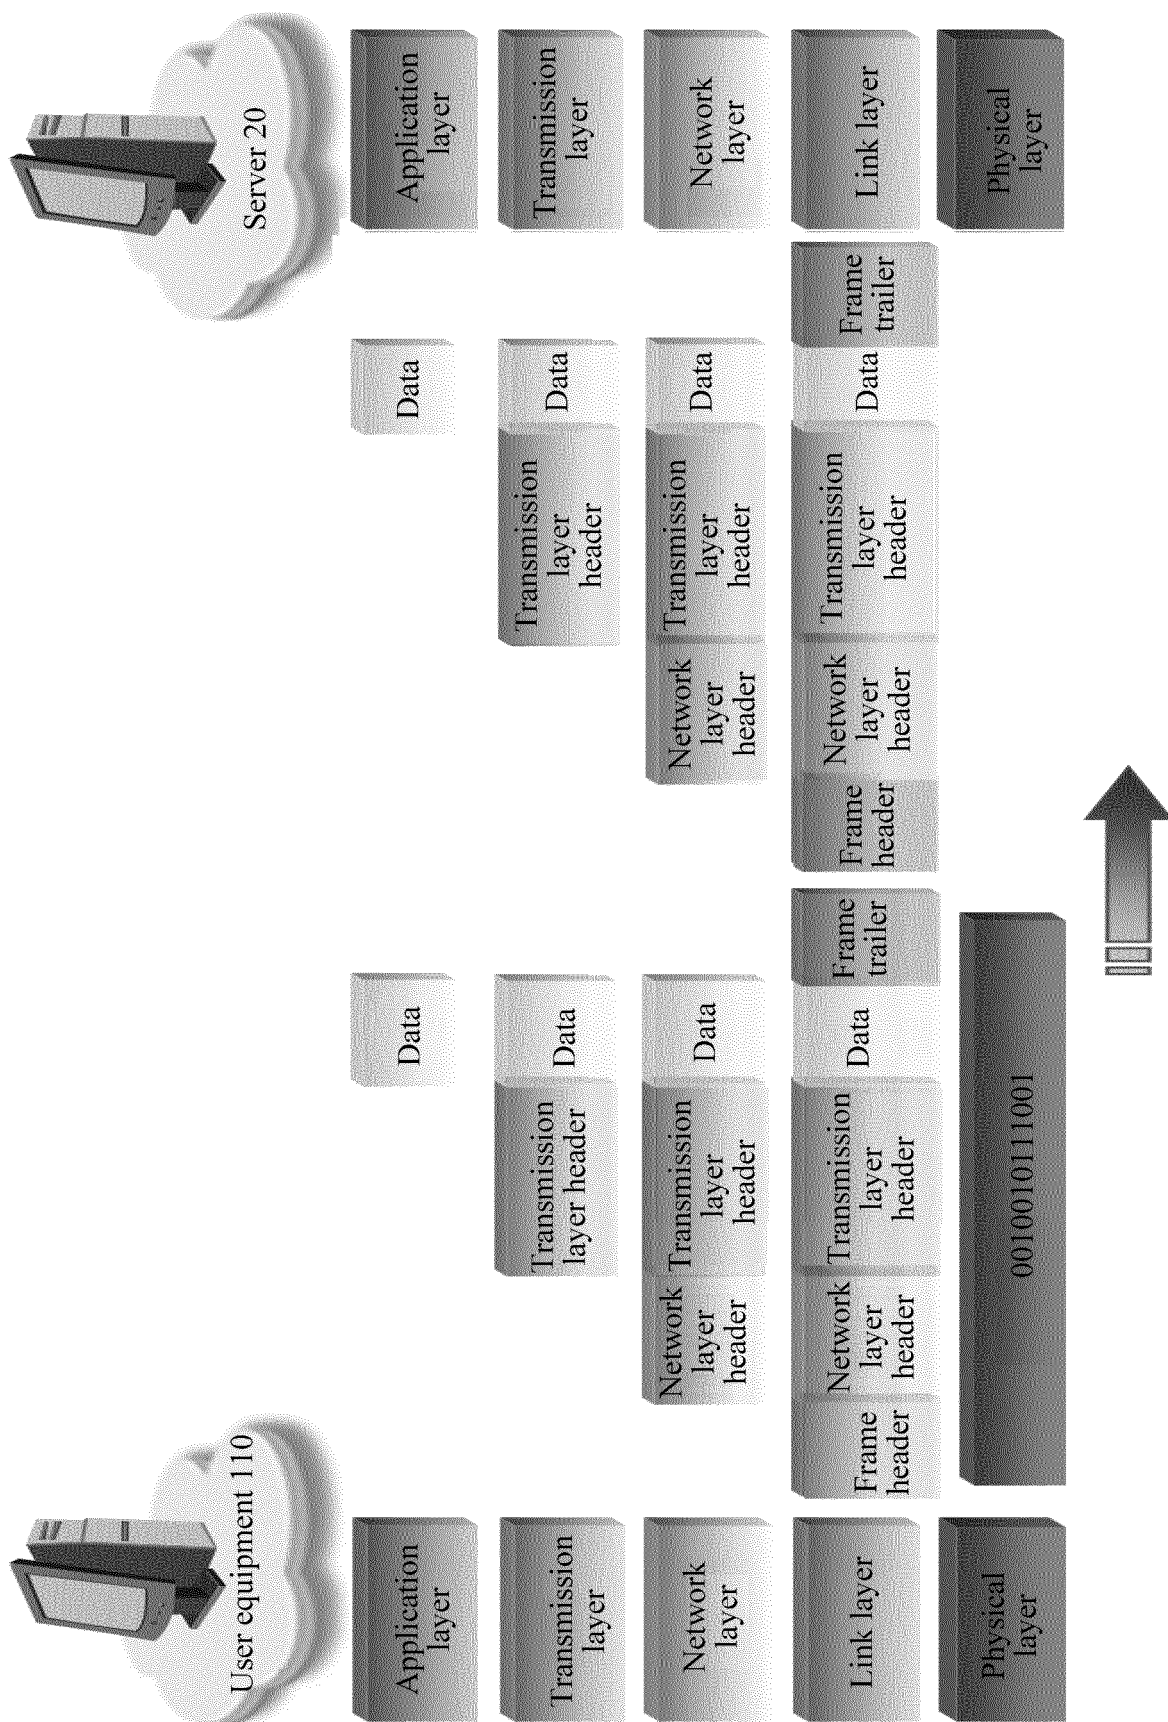 User equipment 110
Server 20
Application
layer
Data
Data
Application
layer
Transmission
layer
Transmission
layer header
Data
Transmission
layer
header
Data
Transmission
layer
Network
layer
Network
layer
header
Transmission
layer
header
Data
Network
layer
header
Transmission
layer
header
Data
Network
layer
Link layer
Frame
header
Network
layer
header
Transmission
layer
header
Data
Frame
trailer
Frame
header
Network
layer
header
Transmission
layer
header
Data
Frame
trailer
Link layer
Physical
layer
0010010111001
Physical
layer